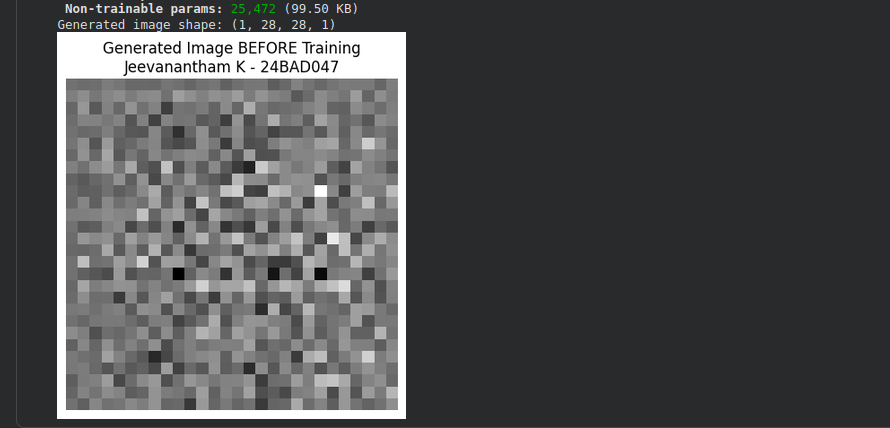 Non-trainable params: 25,472 (99.50 KB)
Generated image shape: (1, 28, 28, 1)
Generated Image BEFORE Training
Jeevanantham K - 24BAD047